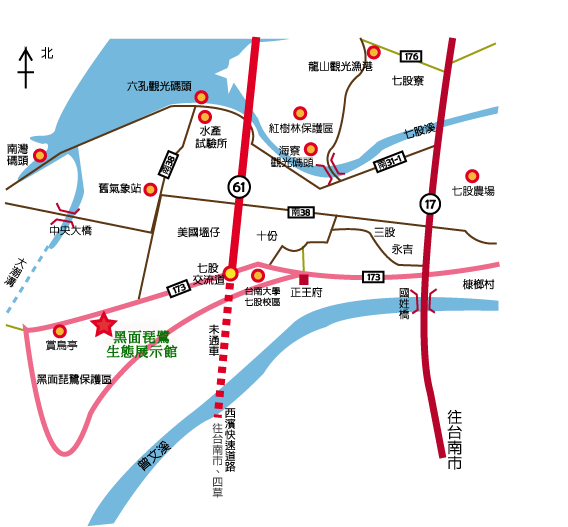 北
龍山觀光漁港
176
七股寮
六孔觀光碼頭
水產
試驗所
紅樹林保護區
七股溪
南灣
碼頭
海寮
觀光碼頭
南31-1
南38
舊氣象站
61
17
七股農場
中央大橋
美國塭仔
南38
十份
三股
永吉
大潮溝
七股
交流道
173
台南大學
七股校區
正王府
173
國姓橋
槺榔村
賞鳥亭
黑面琵鷺
生態展示館
未通車
黑面琵鷺保護區
西濱快速道路
往台南市、四草
曾文溪
往台南市